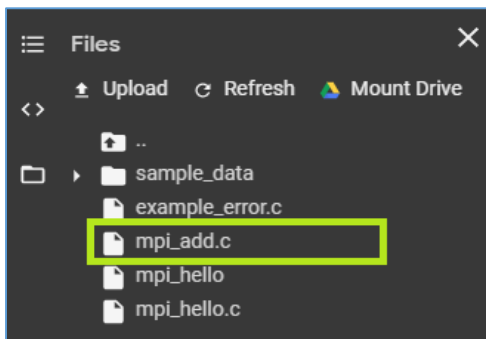 Files
Upload Refresh Mount Drive
..
sample_data
example_error.c
mpi_add.c
mpi_hello
mpi_hello.c